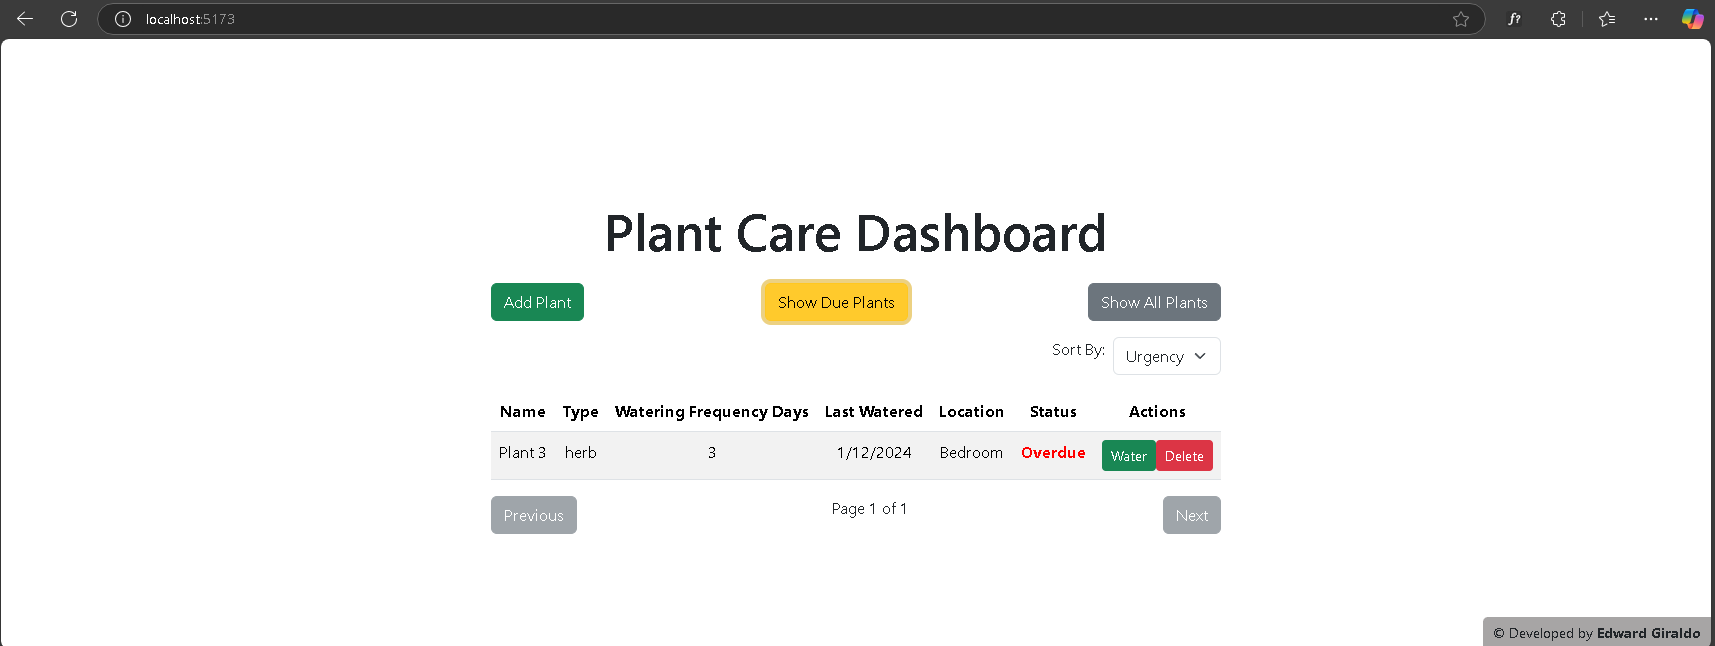 localhost:5173
Plant Care Dashboard
Add Plant Show Due Plants Show All Plants
Sort By: Urgency
Name Type Watering Frequency Days Last Watered Location Status Actions
Plant 3 herb 3 1/12/2024 Bedroom Overdue Water Delete
Previous Page 1 of 1 Next
© Developed by Edward Giraldo